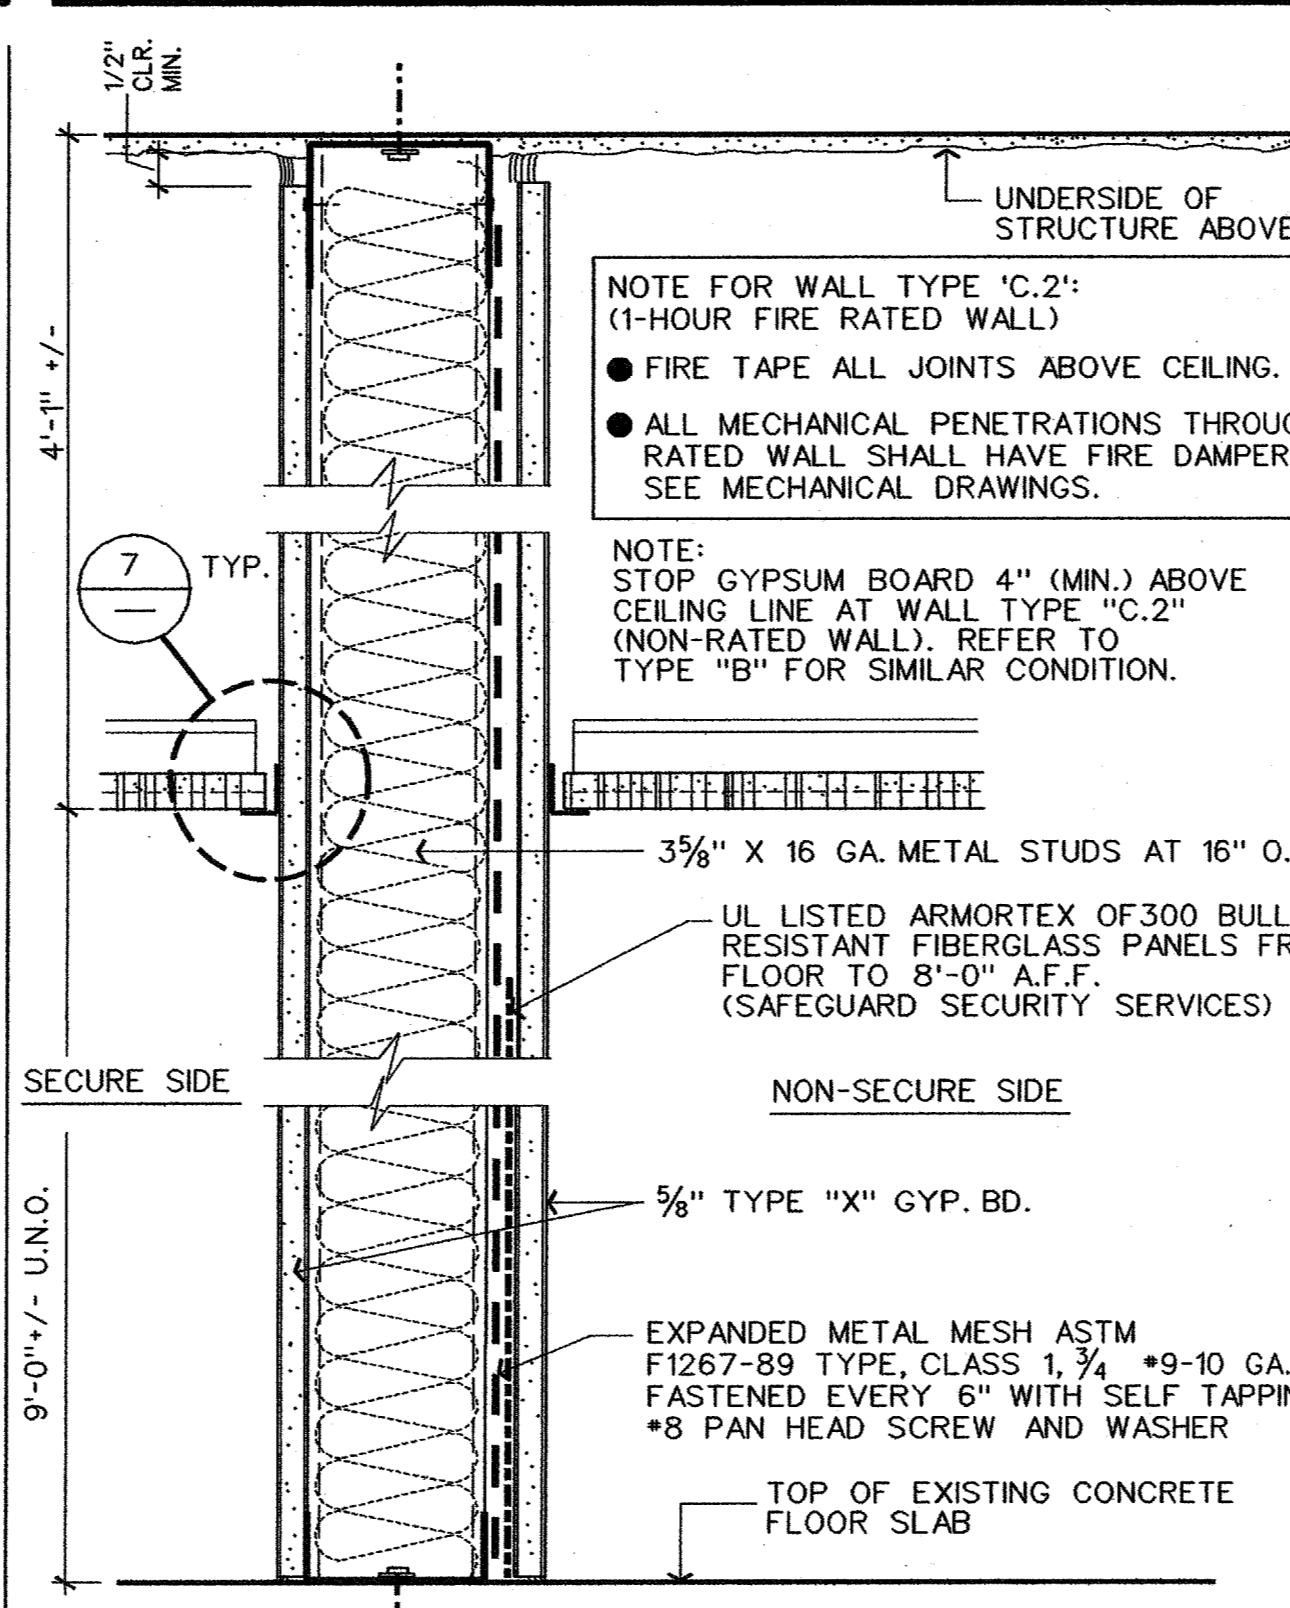 1/2"
CLR.
MIN.
UNDERSIDE OF
STRUCTURE ABOVE
NOTE FOR WALL TYPE 'C.2':
(1-HOUR FIRE RATED WALL)
● FIRE TAPE ALL JOINTS ABOVE CEILING.
● ALL MECHANICAL PENETRATIONS THROUG
RATED WALL SHALL HAVE FIRE DAMPER
SEE MECHANICAL DRAWINGS.
4'-1" +/-
7
—
TYP.
NOTE:
STOP GYPSUM BOARD 4" (MIN.) ABOVE
CEILING LINE AT WALL TYPE "C.2"
(NON-RATED WALL). REFER TO
TYPE "B" FOR SIMILAR CONDITION.
3⅝" X 16 GA. METAL STUDS AT 16" O.
UL LISTED ARMORTEX OF300 BULL
RESISTANT FIBERGLASS PANELS FR
FLOOR TO 8'-0" A.F.F.
(SAFEGUARD SECURITY SERVICES)
SECURE SIDE
NON-SECURE SIDE
⅝" TYPE "X" GYP. BD.
9'-0"+/- U.N.O.
EXPANDED METAL MESH ASTM
F1267-89 TYPE, CLASS 1, ¾ #9-10 GA.
FASTENED EVERY 6" WITH SELF TAPPIN
#8 PAN HEAD SCREW AND WASHER
TOP OF EXISTING CONCRETE
FLOOR SLAB